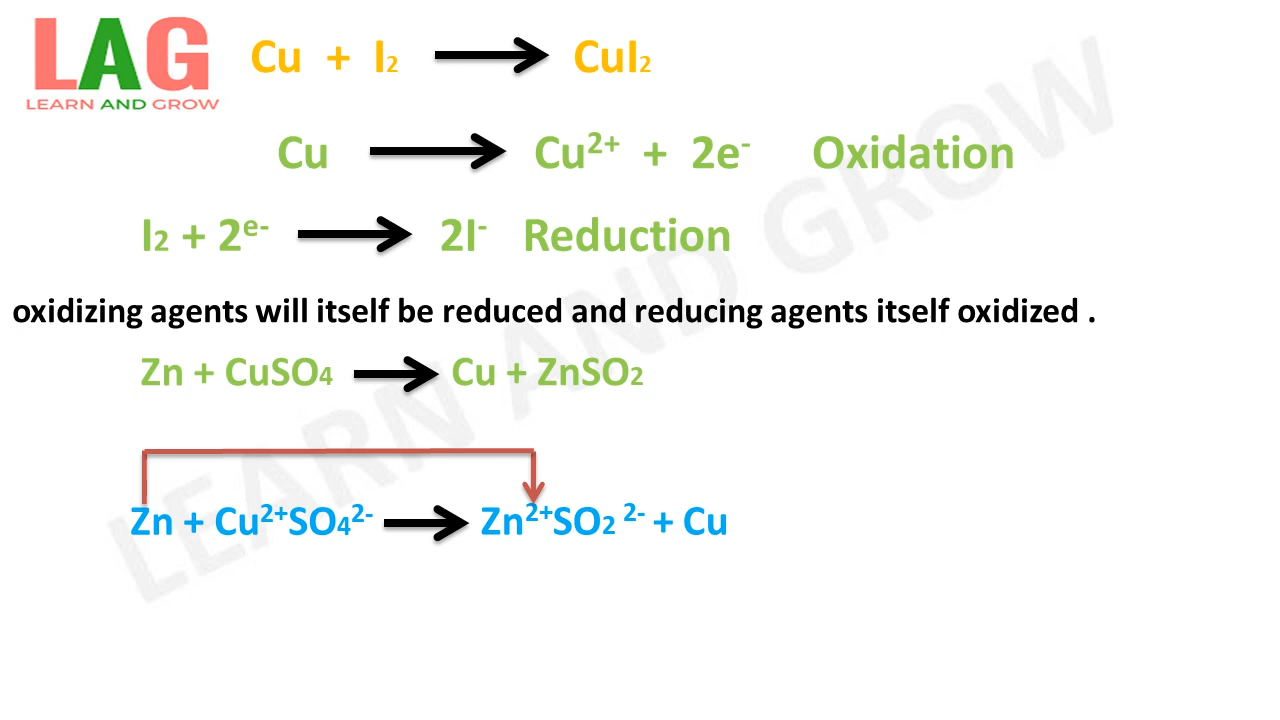 LAG
LEARN AND GROW
Cu + I₂ ⟶ CuI₂
Cu ⟶ Cu²⁺ + 2e⁻ Oxidation
I₂ + 2ᵉ⁻ ⟶ 2I⁻ Reduction
oxidizing agents will itself be reduced and reducing agents itself oxidized .
Zn + CuSO₄ ⟶ Cu + ZnSO₂
Zn + Cu²⁺SO₄²⁻ ⟶ Zn²⁺SO₂ ²⁻ + Cu
LEARN AND GROW